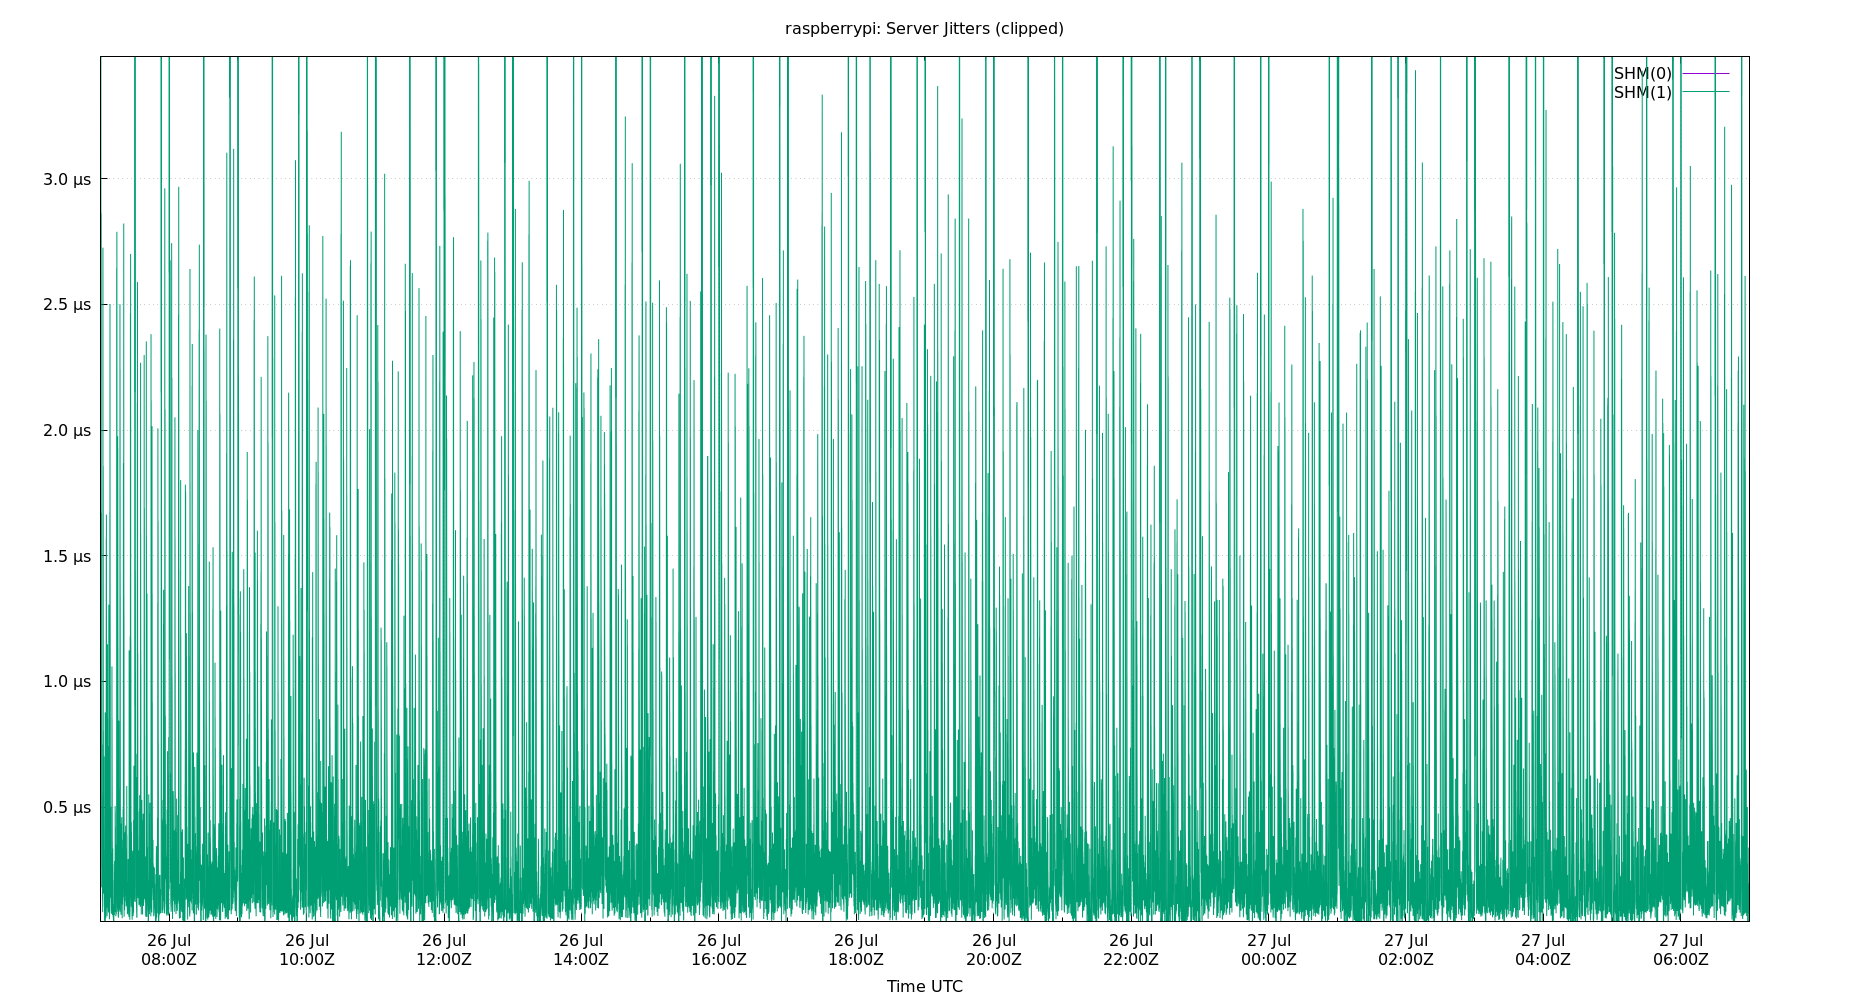 raspberrypi: Server Jitters (clipped)
SHM(0)
SHM(1)
3.0 µs
2.5 µs
2.0 µs
1.5 µs
1.0 µs
0.5 µs
26 Jul 26 Jul 26 Jul 26 Jul 26 Jul 26 Jul 26 Jul 26 Jul 27 Jul 27 Jul 27 Jul 27 Jul
08:00Z 10:00Z 12:00Z 14:00Z 16:00Z 18:00Z 20:00Z 22:00Z 00:00Z 02:00Z 04:00Z 06:00Z
Time UTC